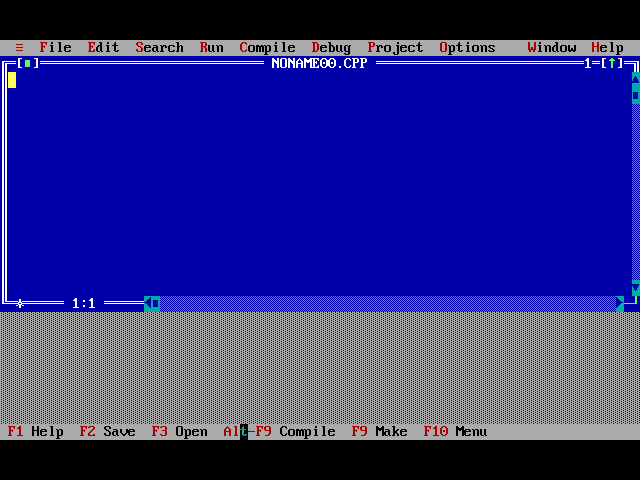 ≡ File Edit Search Run Compile Debug Project Options Window Help
[■] NONAME00.CPP 1=[↑]
1:1
F1 Help F2 Save F3 Open Alt-F9 Compile F9 Make F10 Menu